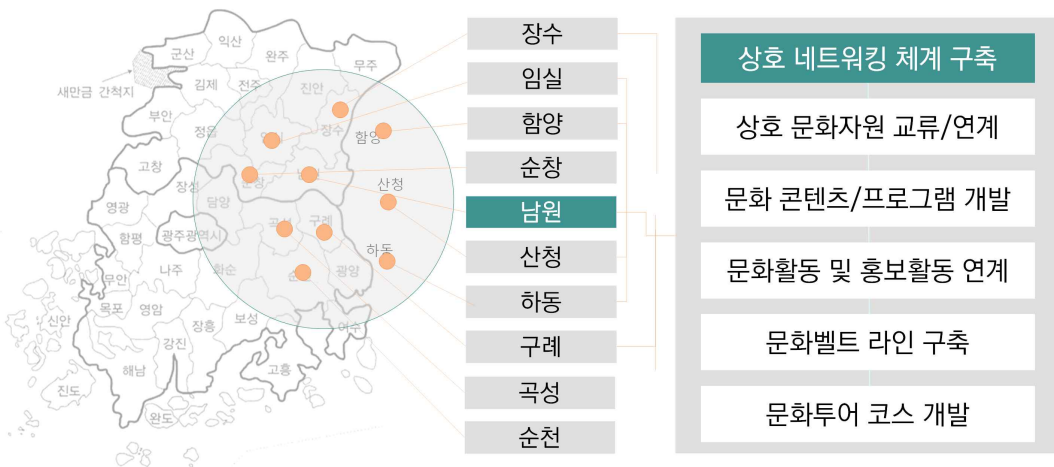 군산
익산
완주
무주
새만금 간척지
김제
전주
진안
부안
정읍
장수
함양
고창
장성
담양
순창
산청
영광
함평
광주광역시
곡성
구례
하동
무안
나주
화순
광양
목포
영암
장흥
보성
여수
신안
강진
해남
고흥
진도
완도
장수
임실
함양
순창
남원
산청
하동
구례
곡성
순천
상호 네트워킹 체계 구축
상호 문화자원 교류/연계
문화 콘텐츠/프로그램 개발
문화활동 및 홍보활동 연계
문화벨트 라인 구축
문화투어 코스 개발